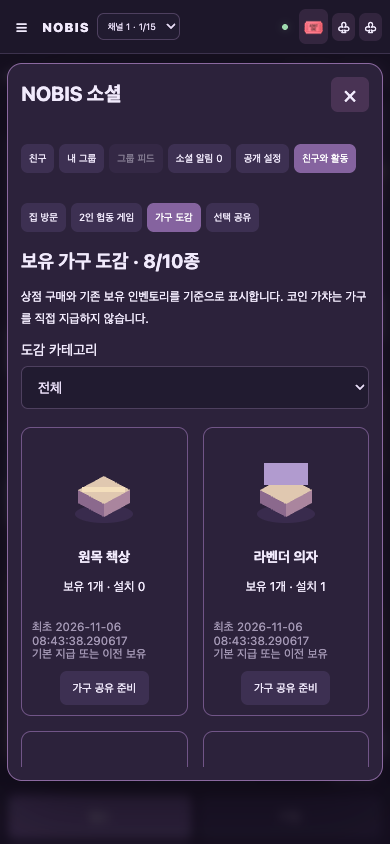 NOBIS
채널 1 · 1/15
NOBIS 소셜
친구
내 그룹
그룹 피드
소셜 알림 0
공개 설정
친구와 활동
집 방문
2인 협동 게임
가구 도감
선택 공유
보유 가구 도감 · 8/10종
상점 구매와 기존 보유 인벤토리를 기준으로 표시합니다. 코인 가챠는 가구
를 직접 지급하지 않습니다.
도감 카테고리
전체
원목 책상
보유 1개 · 설치 0
최초 2026-11-06
08:43:38.290617
기본 지급 또는 이전 보유
가구 공유 준비
라벤더 의자
보유 1개 · 설치 1
최초 2026-11-06
08:43:38.290617
기본 지급 또는 이전 보유
가구 공유 준비